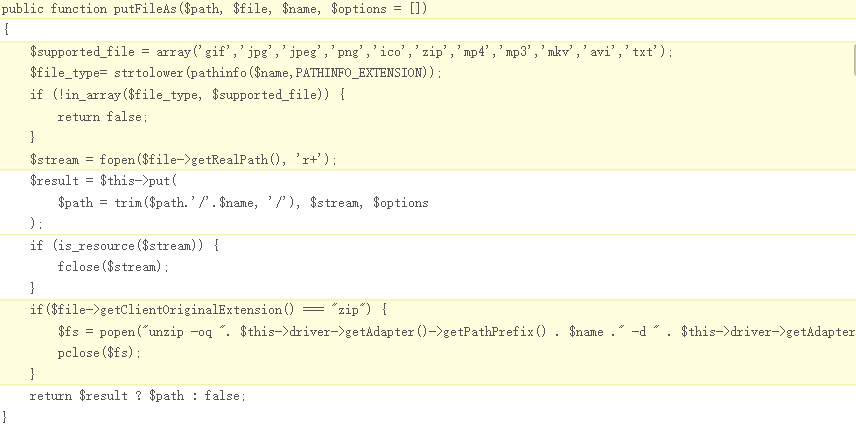 public function putFileAs($path, $file, $name, $options = [])
{
    $supported_file = array('gif','jpg','jpeg','png','ico','zip','mp4','mp3','mkv','avi','txt');
    $file_type= strtolower(pathinfo($name,PATHINFO_EXTENSION));
    if (!in_array($file_type, $supported_file)) {
        return false;
    }
    $stream = fopen($file->getRealPath(), 'r+');
    $result = $this->put(
        $path = trim($path.'/'.$name, '/'), $stream, $options
    );
    if (is_resource($stream)) {
        fclose($stream);
    }
    if($file->getClientOriginalExtension() === "zip") {
        $fs = popen("unzip -oq ". $this->driver->getAdapter()->getPathPrefix() . $name ." -d " . $this->driver->getAdapter
        pclose($fs);
    }
    return $result ? $path : false;
}